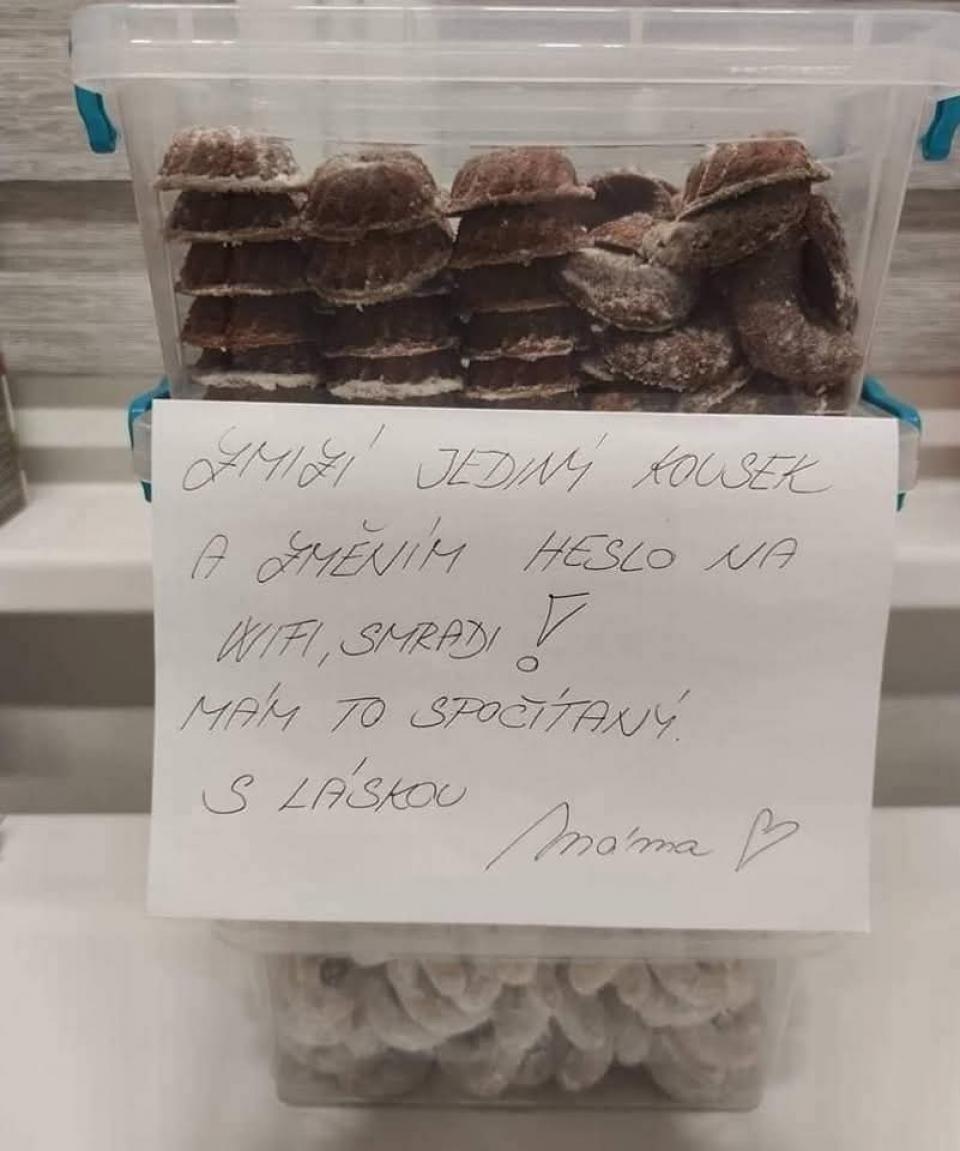 ZMIZÍ JEDINÝ KOUSEK
A ZMĚNÍM HESLO NA
WIFI, SMRADI!
MÁM TO SPOČÍTANÝ.
S LÁSKOU
Máma ♡